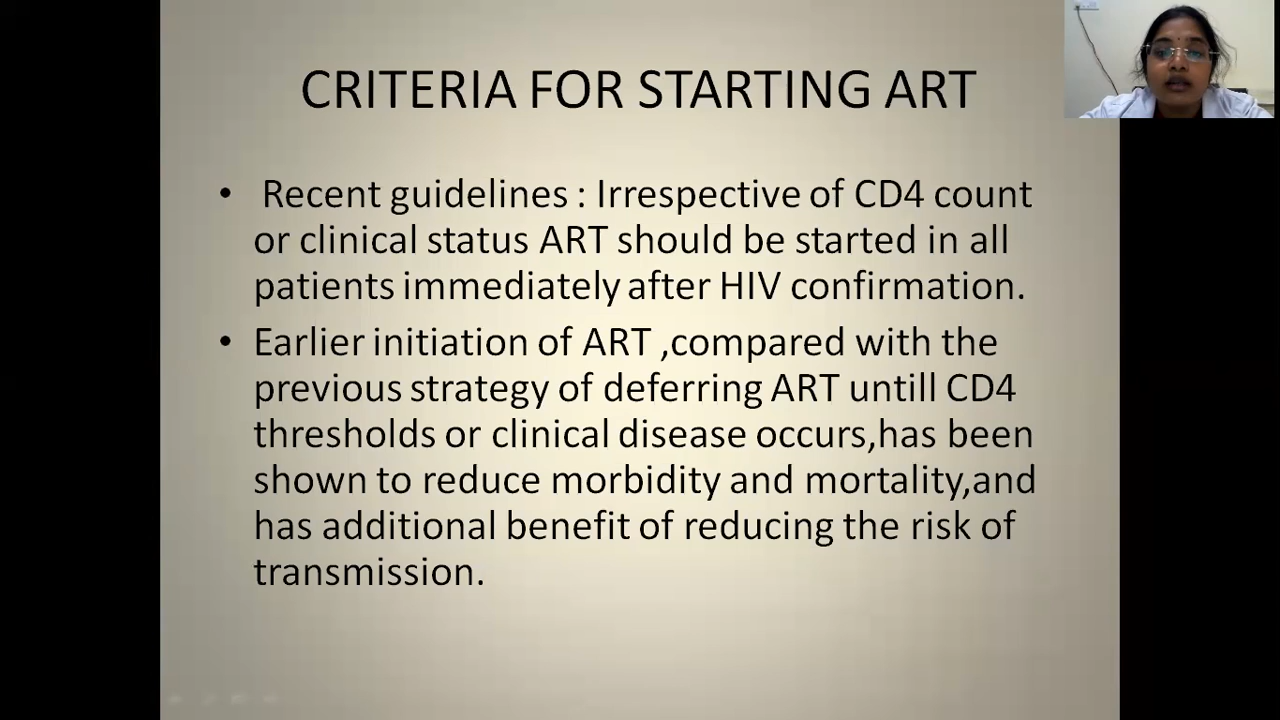 CRITERIA FOR STARTING ART
• Recent guidelines : Irrespective of CD4 count
or clinical status ART should be started in all
patients immediately after HIV confirmation.
• Earlier initiation of ART ,compared with the
previous strategy of deferring ART untill CD4
thresholds or clinical disease occurs,has been
shown to reduce morbidity and mortality,and
has additional benefit of reducing the risk of
transmission.